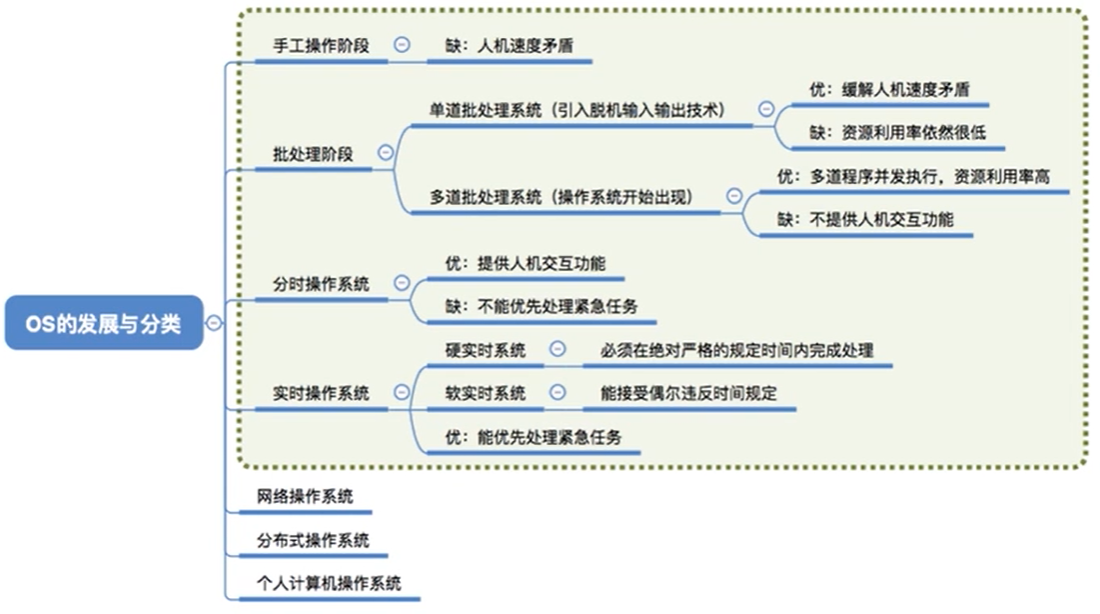 OS的发展与分类
手工操作阶段
缺：人机速度矛盾
批处理阶段
单道批处理系统（引入脱机输入输出技术）
优：缓解人机速度矛盾
缺：资源利用率依然很低
多道批处理系统（操作系统开始出现）
优：多道程序并发执行，资源利用率高
缺：不提供人机交互功能
分时操作系统
优：提供人机交互功能
缺：不能优先处理紧急任务
实时操作系统
硬实时系统
必须在绝对严格的规定时间内完成处理
软实时系统
能接受偶尔违反时间规定
优：能优先处理紧急任务
网络操作系统
分布式操作系统
个人计算机操作系统